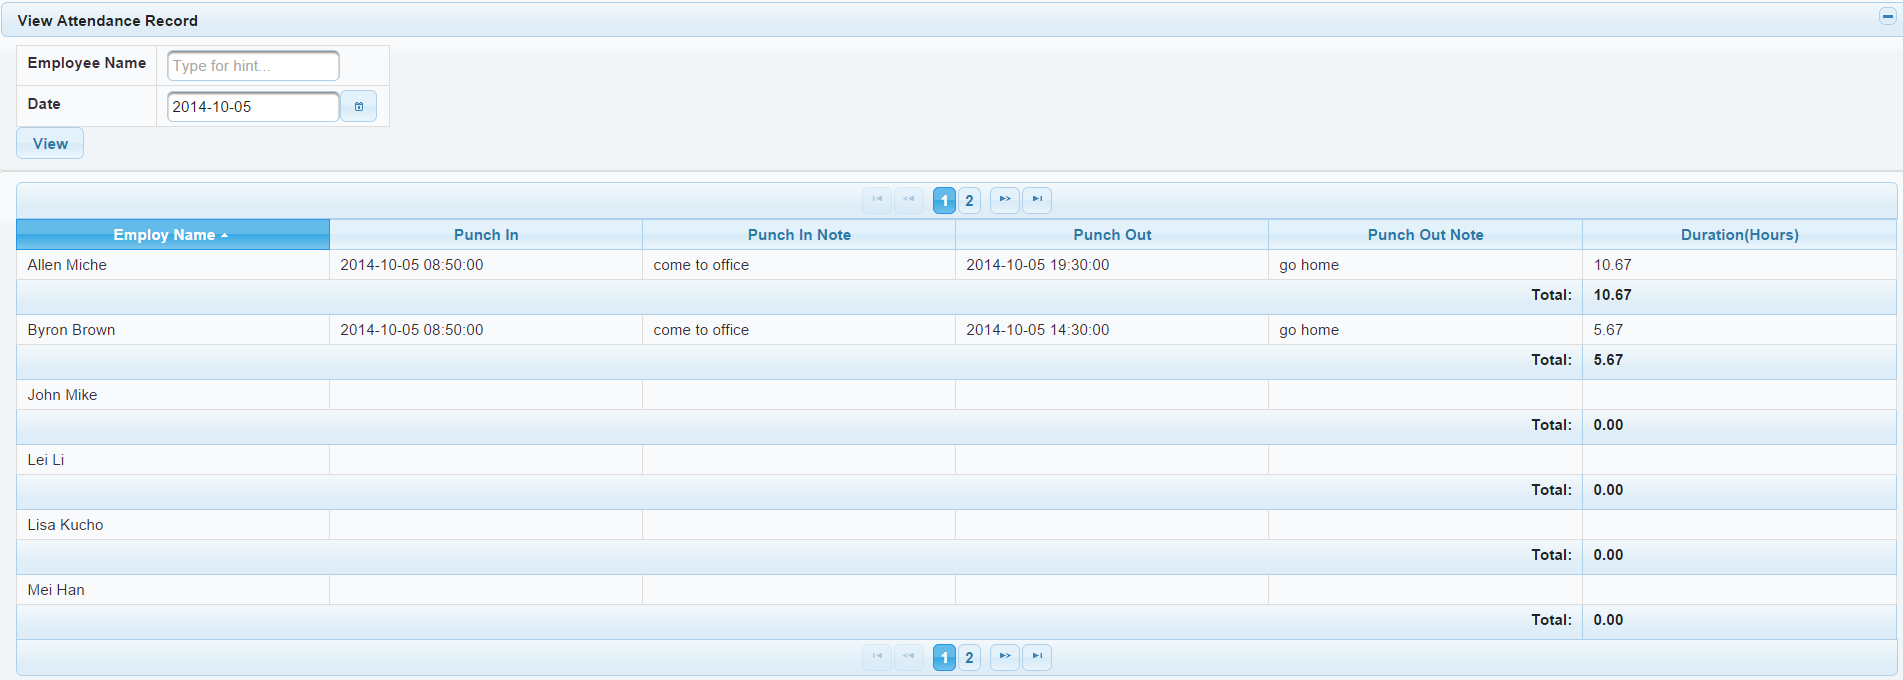 View Attendance Record
Employee Name Type for hint...
Date 2014-10-05
View
1 2
Employ Name Punch In Punch In Note Punch Out Punch Out Note Duration(Hours)
Allen Miche 2014-10-05 08:50:00 come to office 2014-10-05 19:30:00 go home 10.67
Total: 10.67
Byron Brown 2014-10-05 08:50:00 come to office 2014-10-05 14:30:00 go home 5.67
Total: 5.67
John Mike
Total: 0.00
Lei Li
Total: 0.00
Lisa Kucho
Total: 0.00
Mei Han
Total: 0.00
1 2